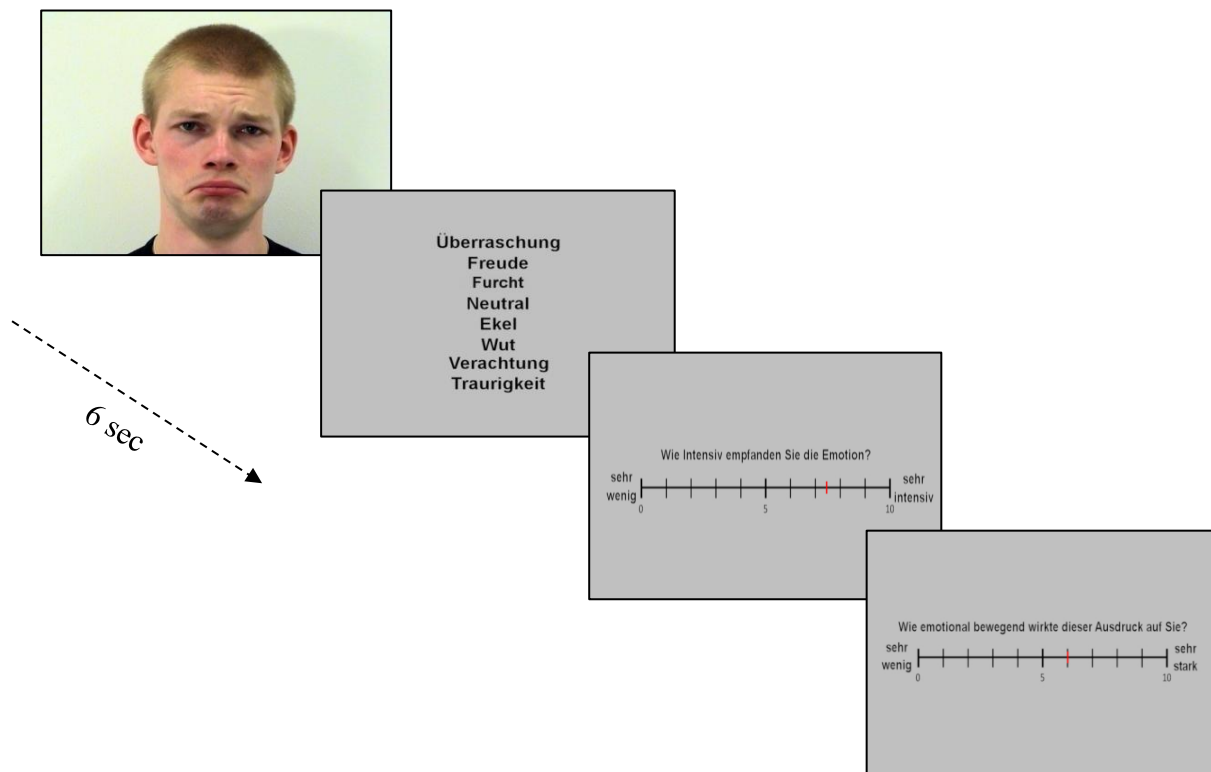 Überraschung
Freude
Furcht
Neutral
Ekel
Wut
Verachtung
Traurigkeit
6 sec
Wie Intensiv empfanden Sie die Emotion?
sehr
wenig
sehr
intensiv
0
5
10
Wie emotional bewegend wirkte dieser Ausdruck auf Sie?
sehr
wenig
sehr
stark
0
5
10